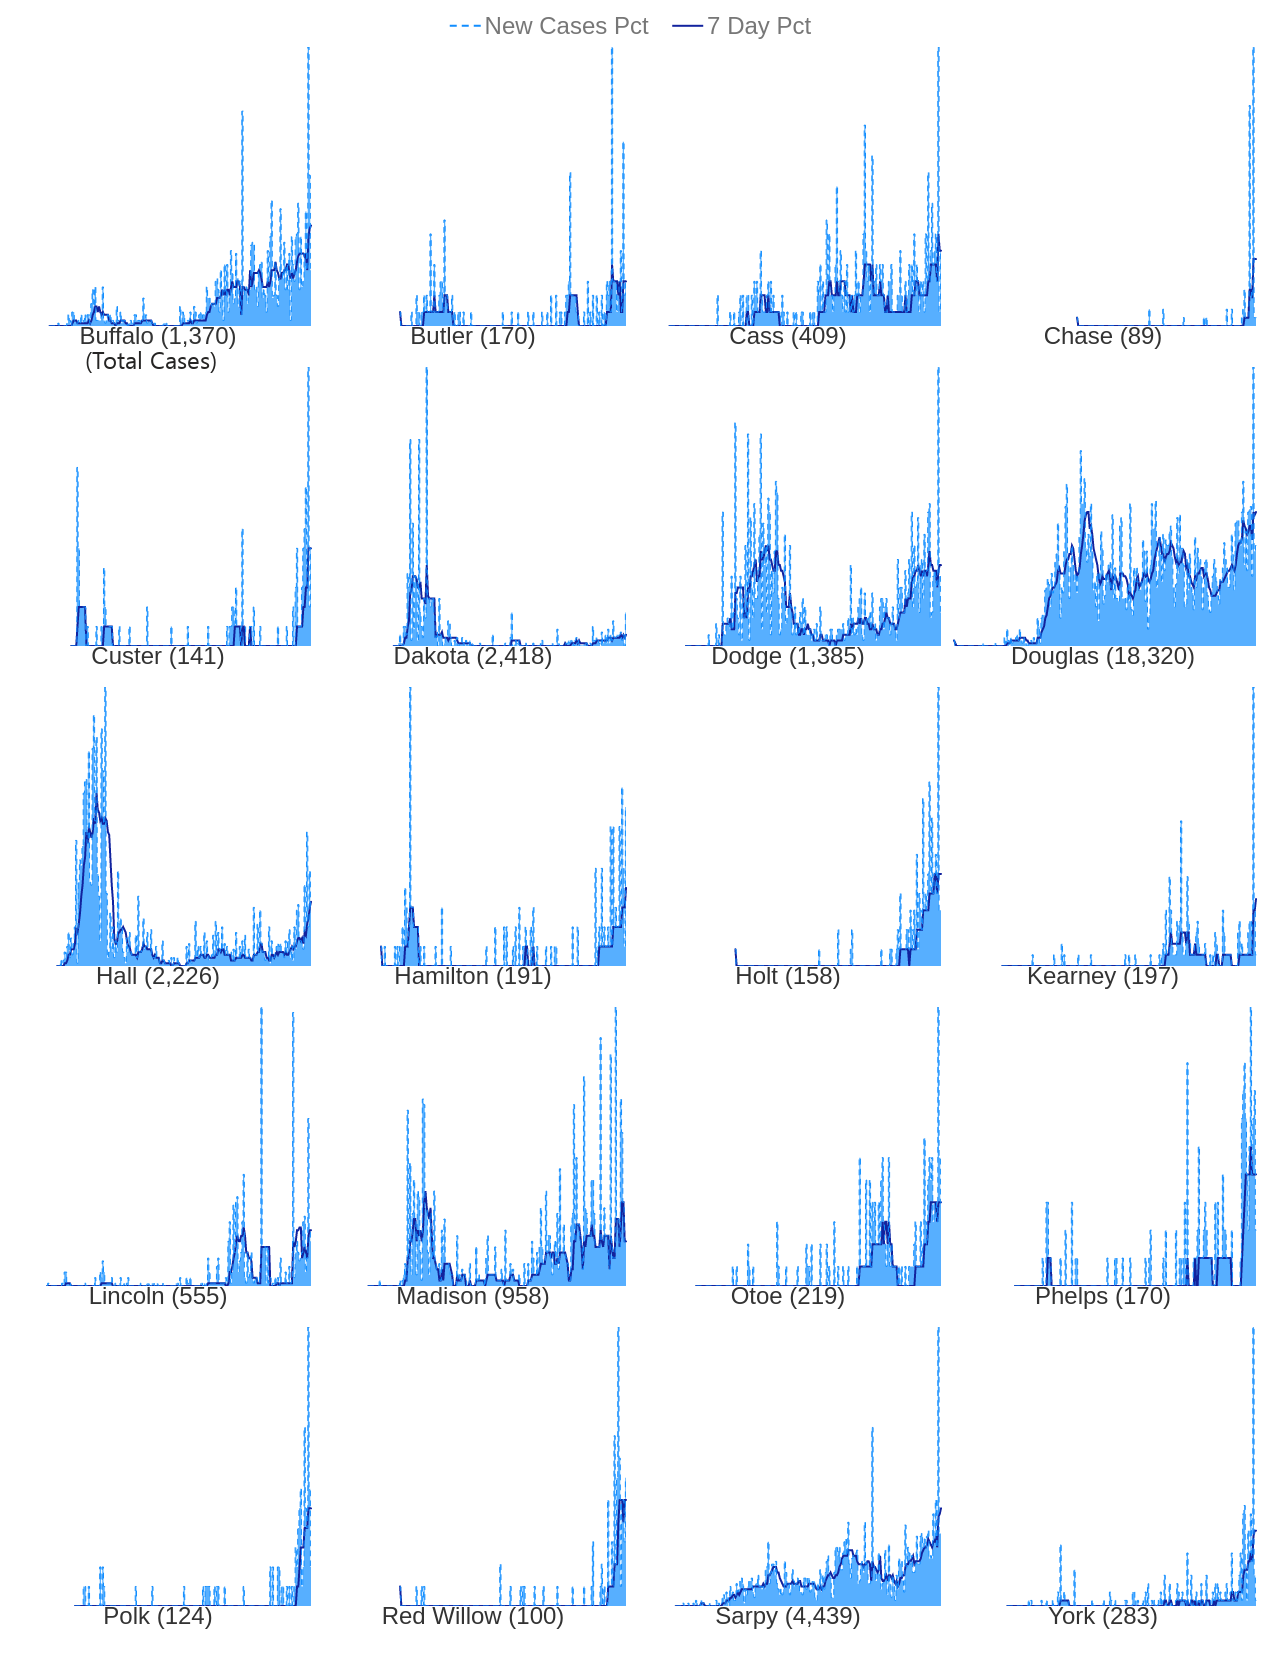 New Cases Pct 7 Day Pct
Buffalo (1,370) Butler (170) Cass (409) Chase (89)
(Total Cases)
Custer (141) Dakota (2,418) Dodge (1,385) Douglas (18,320)
Hall (2,226) Hamilton (191) Holt (158) Kearney (197)
Lincoln (555) Madison (958) Otoe (219) Phelps (170)
Polk (124) Red Willow (100) Sarpy (4,439) York (283)